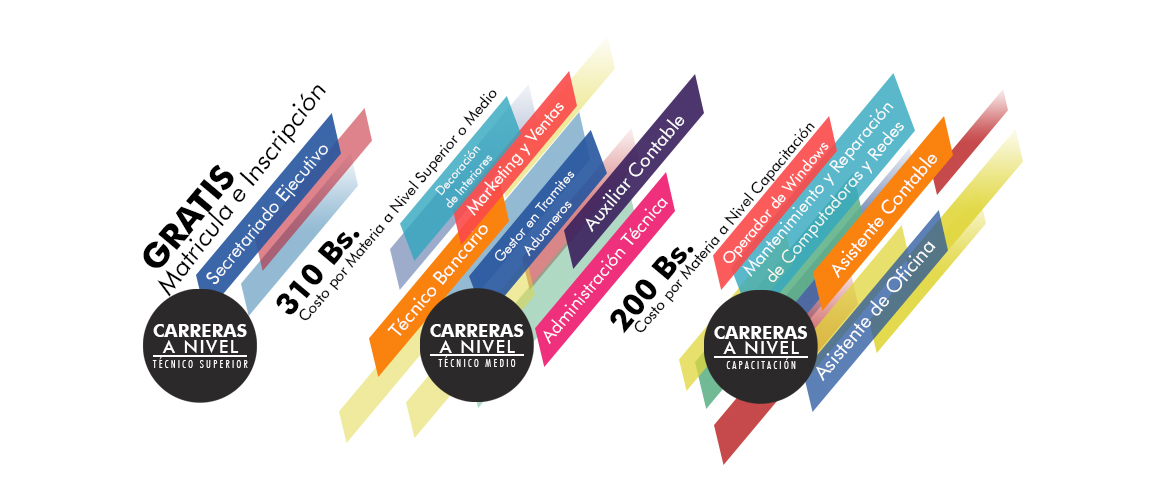 GRATIS
Matrícula e Inscripción
Secretariado Ejecutivo
CARRERAS
A NIVEL
TÉCNICO SUPERIOR
310 Bs.
Costo por Materia a Nivel Superior o Medio
Decoración
de Interiores
Marketing y Ventas
Técnico Bancario
Gestor en Tramites
Aduaneros
Auxiliar Contable
Administración Técnica
CARRERAS
A NIVEL
TÉCNICO MEDIO
200 Bs.
Costo por Materia a Nivel Capacitación
Operador de Windows
Mantenimiento y Reparación
de Computadoras y Redes
Asistente Contable
Asistente de Oficina
CARRERAS
A NIVEL
CAPACITACIÓN